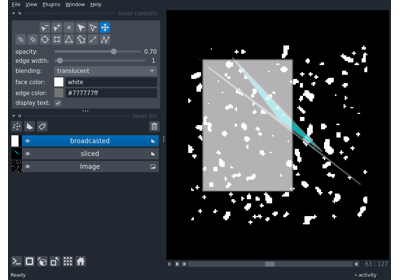 File View Plugins Window Help
layer controls
opacity: 0.70
edge width: 1
blending: translucent
face color: white
edge color: #777777ff
display text:
layer list
broadcasted
sliced
Image
63 127
Ready
activity